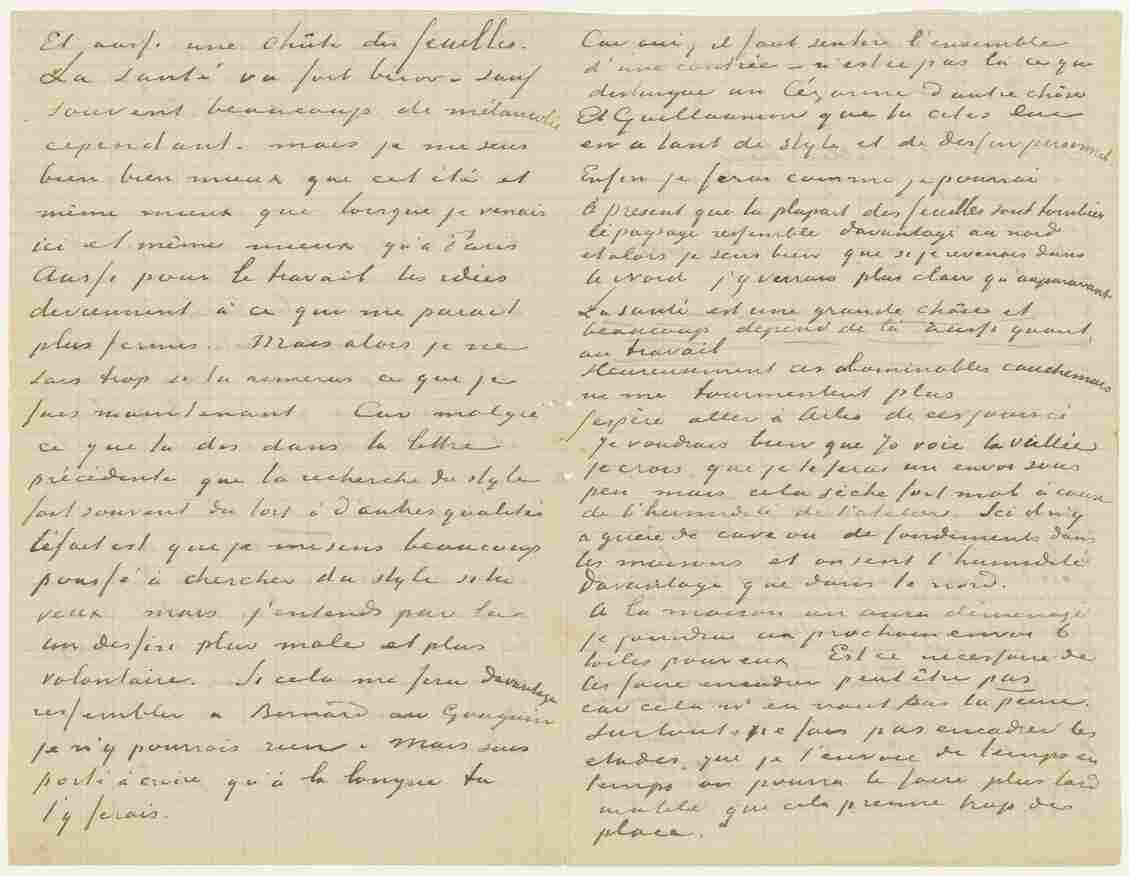 Et aussi une chûte des feuilles.
La santé va fort bien – sauf
souvent beaucoup de mélancolie
cependant. mais je me sens
bien bien mieux que cet été et
même mieux que lorsque je venais
ici et même mieux qu'à Paris
Aussi pour le travail les idées
deviennent à ce qui me parait
plus fermes. Mais alors je ne
sais trop si tu aimeras ce que je
fais maintenant Car malgré
ce que tu dis dans ta lettre
précédente que la recherche du style
fait souvent du tort à d'autres qualités
le fait est que je me sens beaucoup
poussé à chercher du style si tu
veux mais j'entends par là
un dessin plus male et plus
volontaire. Si cela me fera davantage
ressembler à Bernard ou Gauguin
je n'y pourrais rien. Mais suis
porté à croire qu'à la longue tu
t'y ferais.
Car oui, il faut sentir l'ensemble
d'une contrée – n'est ce pas là ce qui
distingue un Cézanne d'autre chôse
Et Guillaumin que tu cites lui
en a tant de style et de dessin personnel
Enfin je ferai comme je pourrai
À present que la plupart des feuilles sont tombées
le paysage ressemble davantage au nord
et alors je sens bien que si je revenais dans
le Nord j'y verrais plus clair qu'auparavant
La santé est une grande chôse et
beaucoup depend de là aussi quant
au travail
Heureusement ces abominables cauchemars
ne me tourmentent plus
J'espère aller à Arles de ces jours ci
Je voudrais bien que Jo voie la veillée
je crois que je te ferai un envoi sous
peu mais cela sèche fort mal à cause
de l'humidité de l'atelier. Ici il n'y
a guère de cave ou de fondements dans
les maisons et on sent l'humidité
davantage que dans le nord.
A la maison on aura démenagé
je joindrai au prochain envoi 6
toiles pour eux Est ce nécessaire de
les faire encadrer peut être pas
car cela n'en vaut pas la peine.
Surtout ne fais pas encadrer les
etudes que je t'envoie de temps en
temps on pourra le faire plus tard
inutile que cela prenne trop de
place.